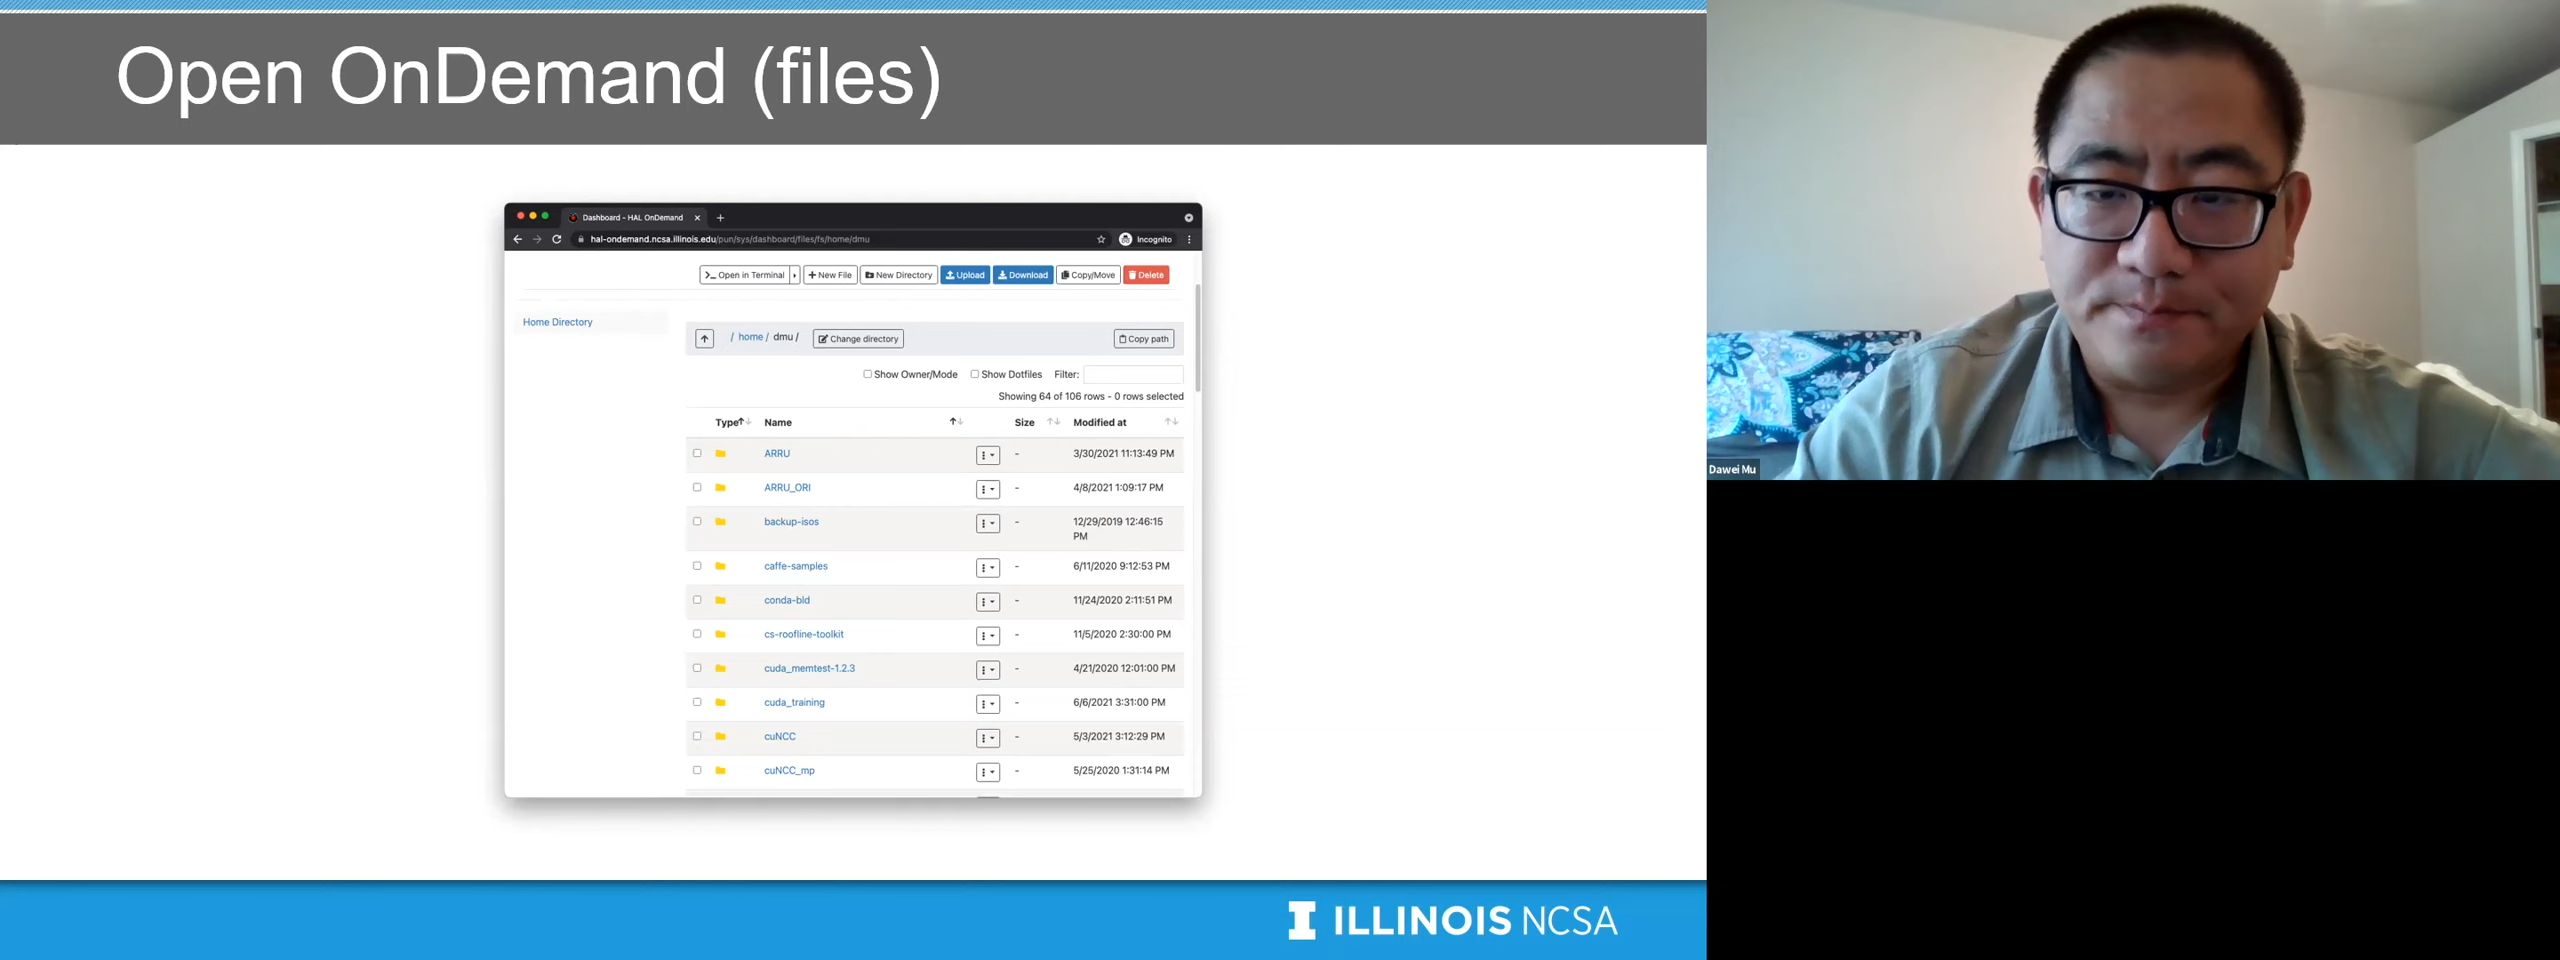 Open OnDemand (files)
Dashboard - HAL OnDemand
hal-ondemand.ncsa.illinois.edu/pun/sys/dashboard/files/fs/home/dmu
Incognito
Open in Terminal
New File
New Directory
Upload
Download
Copy/Move
Delete
Home Directory
/ home / dmu /
Change directory
Copy path
Show Owner/Mode
Show Dotfiles
Filter:
Showing 64 of 106 rows - 0 rows selected
Type Name Size Modified at
ARRU - 3/30/2021 11:13:49 PM
ARRU_ORI - 4/8/2021 1:09:17 PM
backup-isos - 12/29/2019 12:46:15
PM
caffe-samples - 6/11/2020 9:12:53 PM
conda-bld - 11/24/2020 2:11:51 PM
cs-roofline-toolkit - 11/5/2020 2:30:00 PM
cuda_memtest-1.2.3 - 4/21/2020 12:01:00 PM
cuda_training - 6/6/2021 3:31:00 PM
cuNCC - 5/3/2021 3:12:29 PM
cuNCC_mp - 5/25/2020 1:31:14 PM
Dawei Mu
I ILLINOIS NCSA